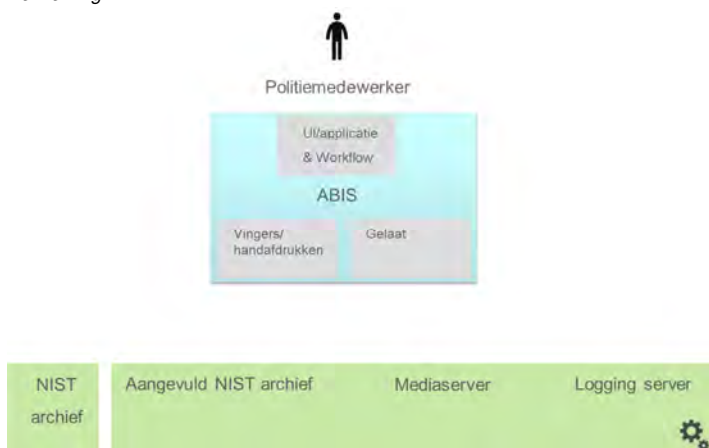 Politiemedewerker
UI/applicatie
& Workflow
ABIS
Vingers/
handafdrukken
Gelaat
NIST
archief
Aangevuld NIST archief
Mediaserver
Logging server